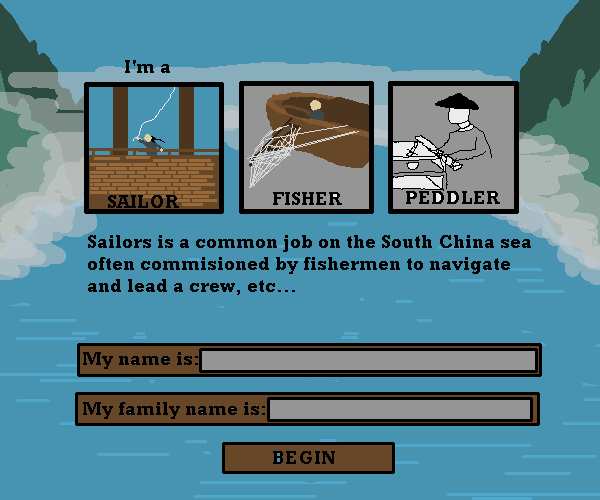 I'm a
SAILOR
FISHER
PEDDLER
Sailors is a common job on the South China sea
often commisioned by fishermen to navigate
and lead a crew, etc...
My name is:
My family name is:
BEGIN